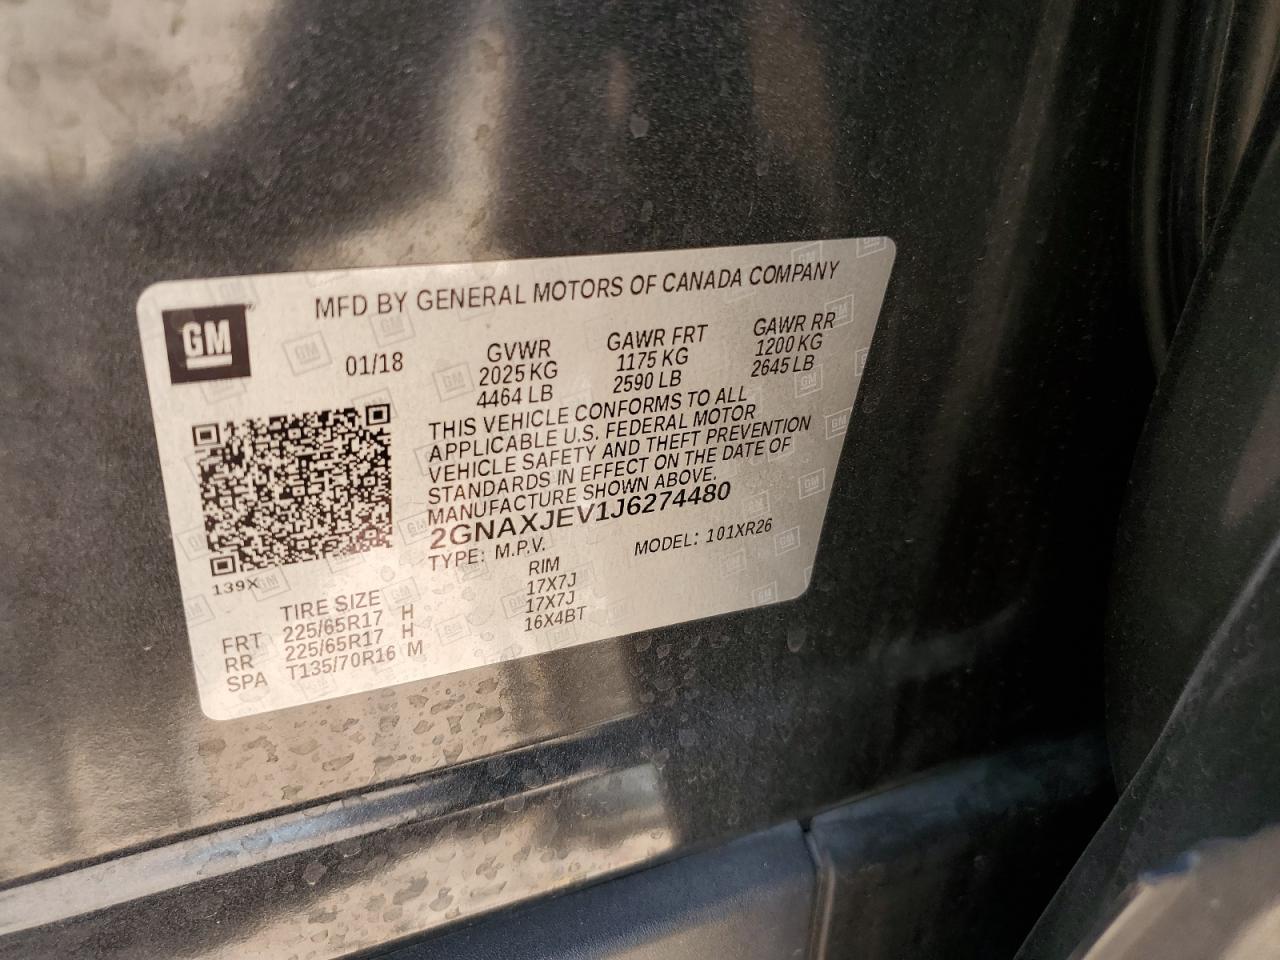 MFD BY GENERAL MOTORS OF CANADA COMPANY
GM
01/18
GVWR
2025 KG
4464 LB
GAWR FRT
1175 KG
2590 LB
GAWR RR
1200 KG
2645 LB
THIS VEHICLE CONFORMS TO ALL
APPLICABLE U.S. FEDERAL MOTOR
VEHICLE SAFETY AND THEFT PREVENTION
STANDARDS IN EFFECT ON THE DATE OF
MANUFACTURE SHOWN ABOVE.
2GNAXJEV1J6274480
TYPE: M.P.V. MODEL: 101XR26
139X
TIRE SIZE RIM
FRT 225/65R17 H 17X7J
RR 225/65R17 H 17X7J
SPA T135/70R16 M 16X4BT